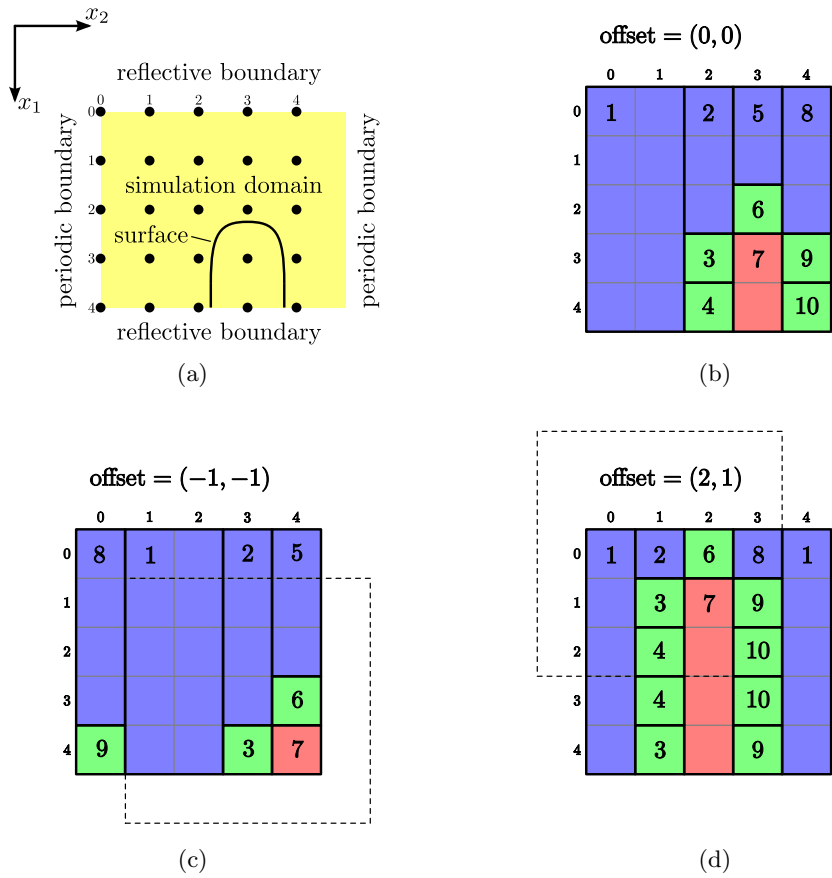 x₂
x₁
reflective boundary
0 1 2 3 4
0
1
2
3
4
periodic boundary
simulation domain
surface
periodic boundary
reflective boundary
(a)
offset = (0, 0)
0 1 2 3 4
0 1 2 5 8
1
2 6
3 3 7 9
4 4 10
(b)
offset = (−1, −1)
0 1 2 3 4
0 8 1 2 5
1
2
3 6
4 9 3 7
(c)
offset = (2, 1)
0 1 2 3 4
0 1 2 6 8 1
1 3 7 9
2 4 10
3 4 10
4 3 9
(d)